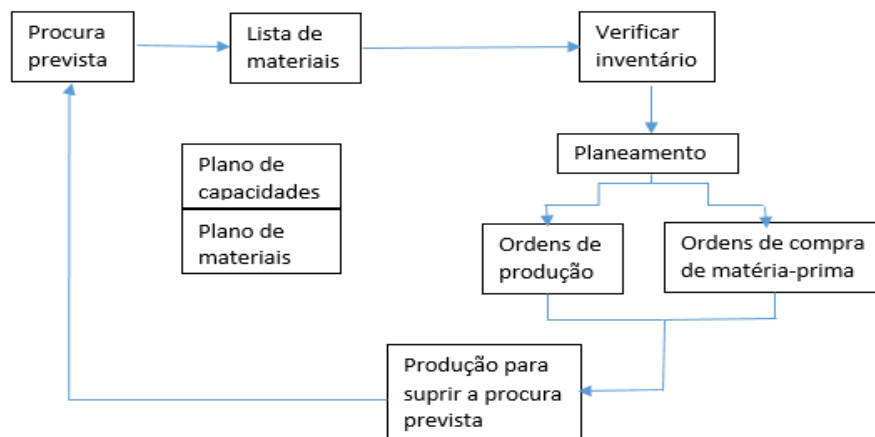 Procura
prevista
Lista de
materiais
Verificar
inventário
Planeamento
Plano de
capacidades
Plano de
materiais
Ordens de
produção
Ordens de compra
de matéria-prima
Produção para
suprir a procura
prevista